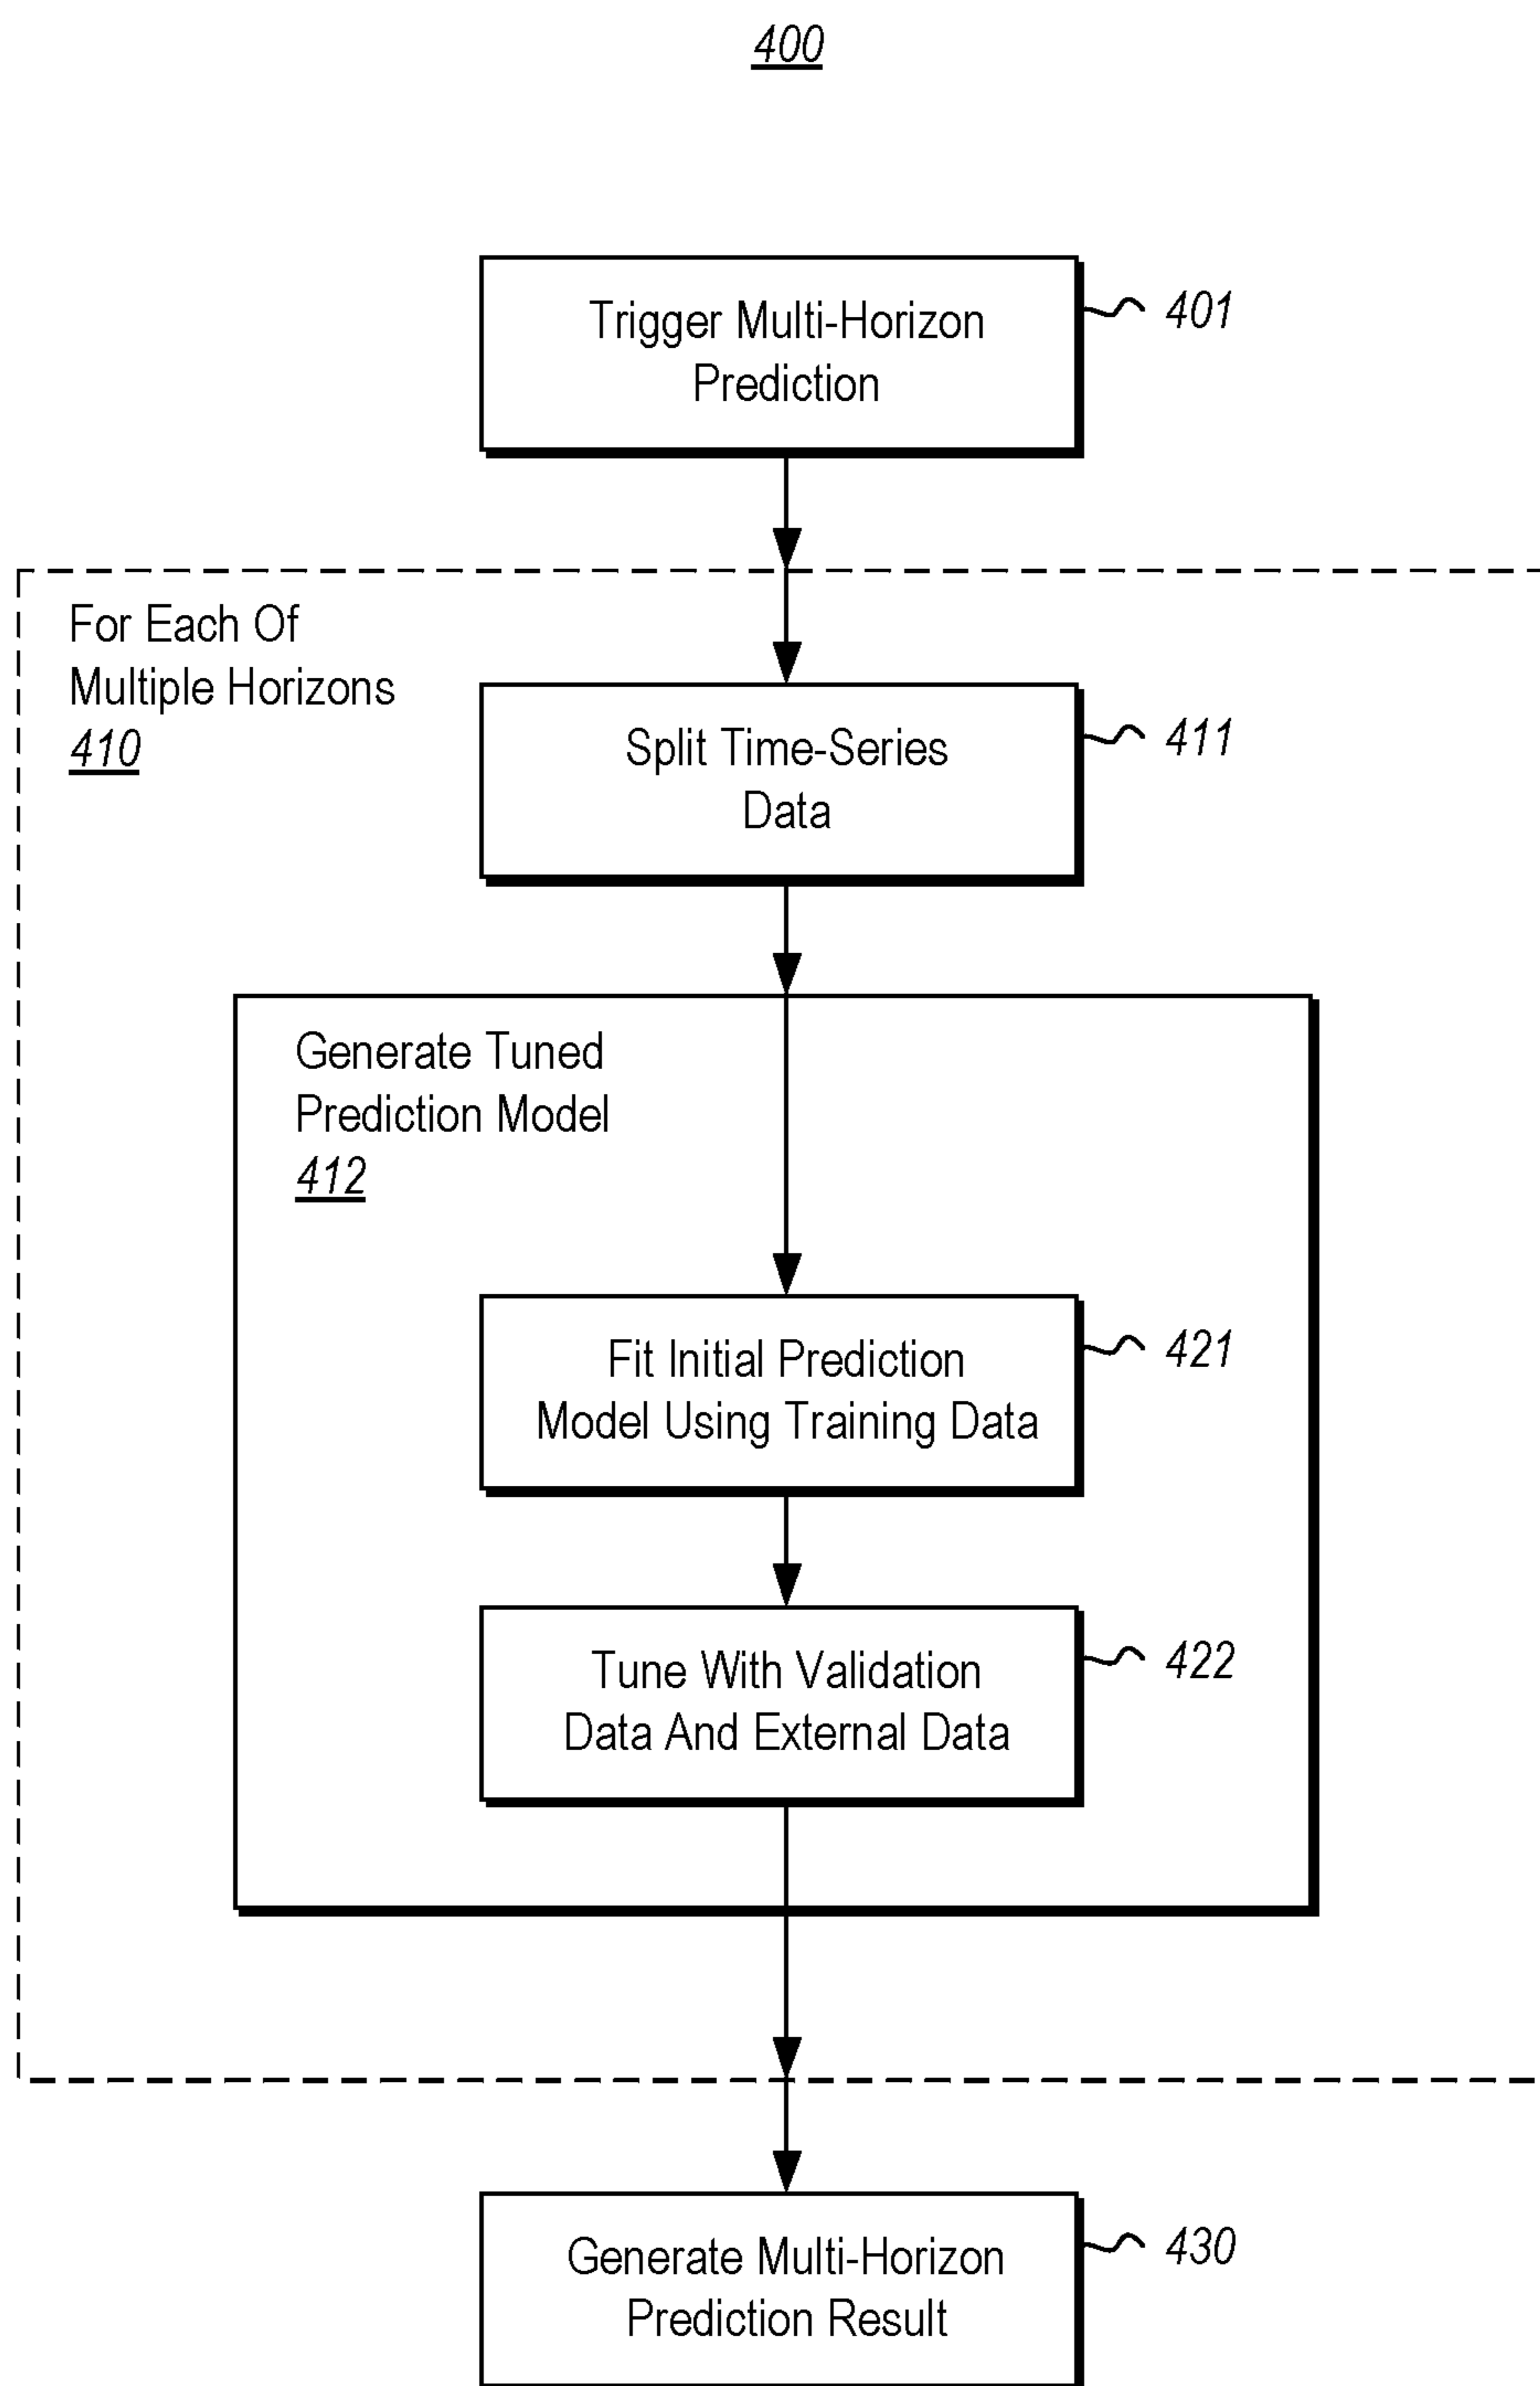 400
Trigger Multi-Horizon
Prediction
401
For Each Of
Multiple Horizons
410
Split Time-Series
Data
411
Generate Tuned
Prediction Model
412
Fit Initial Prediction
Model Using Training Data
421
Tune With Validation
Data And External Data
422
Generate Multi-Horizon
Prediction Result
430